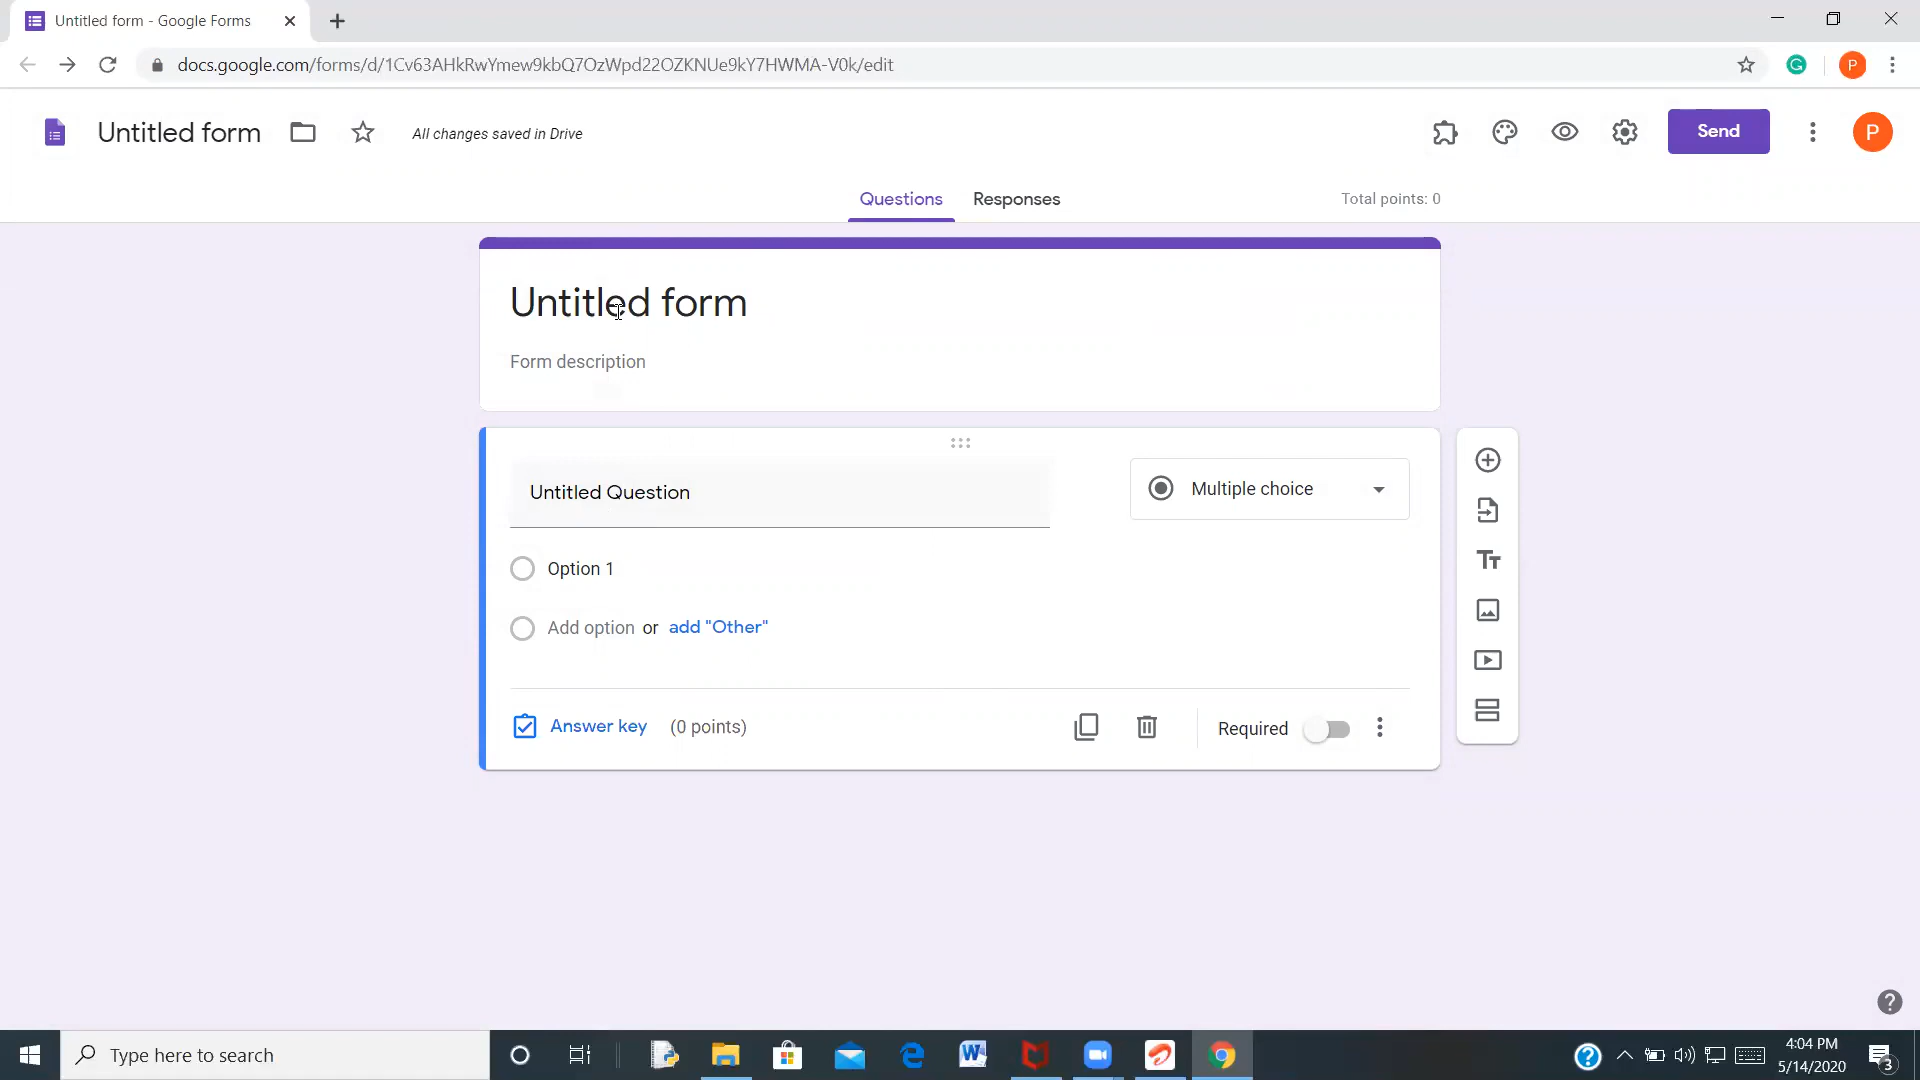 Untitled form - Google Forms
docs.google.com/forms/d/1Cv63AHkRwYmew9kbQ7OzWpd22OZKNUe9kY7HWMA-V0k/edit
G
P
Untitled form
All changes saved in Drive
Send
P
Questions
Responses
Total points: 0
Untitled form
Form description
Untitled Question
Multiple choice
Option 1
Tt
Add option or add "Other"
Answer key (0 points)
Required
?
Type here to search
W
?
4:04 PM
5/14/2020
3